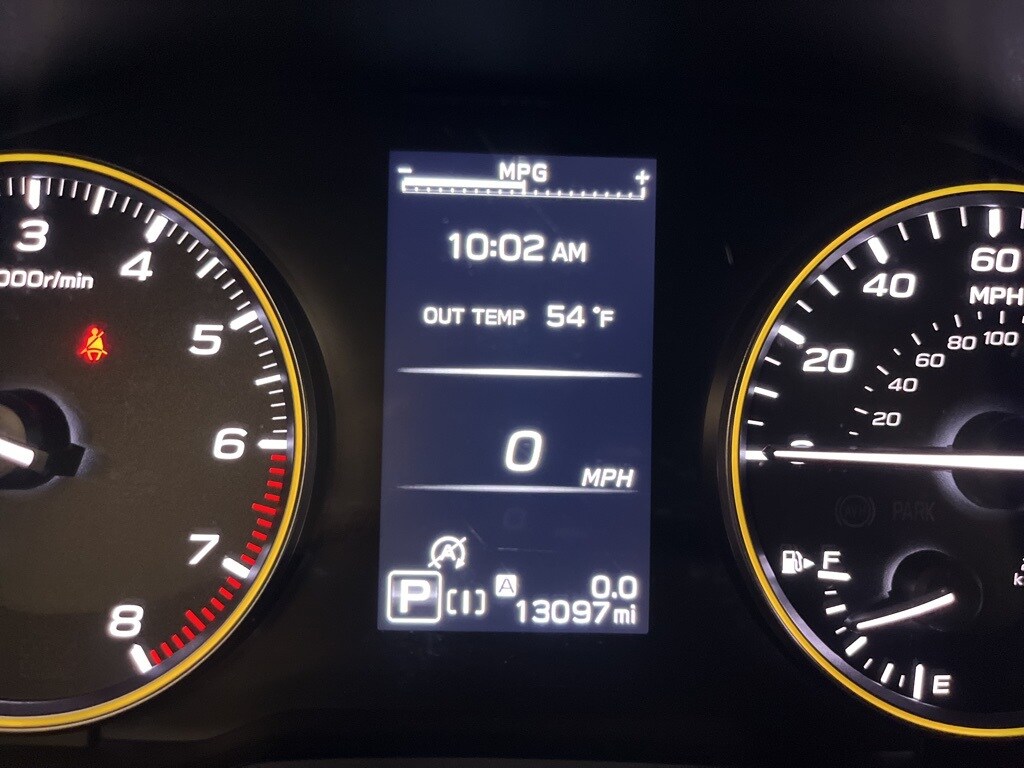 3
4
000r/min
5
6
7
8
- MPG +
10:02 AM
OUT TEMP 54 °F
0
MPH
A
P [I] A 0.0
13097mi
60
40
MPH
20
100
80
60
40
20
PARK
F
E